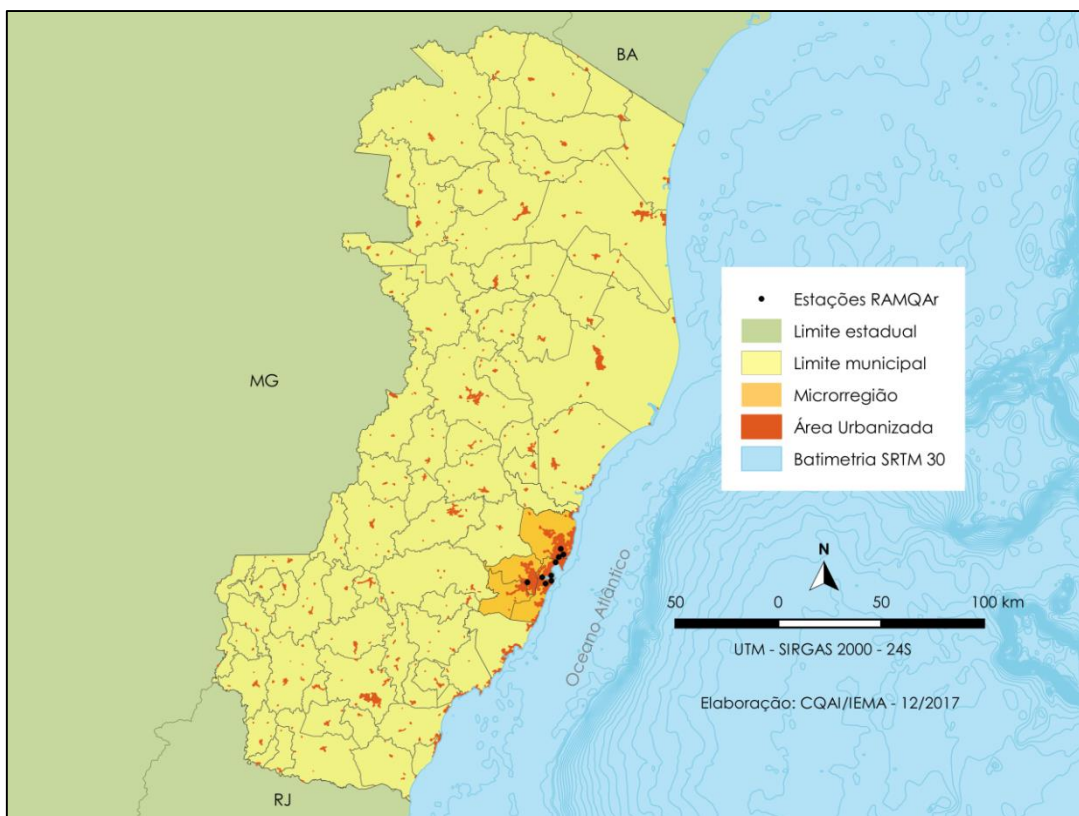 BA
MG
Estações RAMQAr
Limite estadual
Limite municipal
Microrregião
Área Urbanizada
Batimetria SRTM 30
Oceano Atlântico
N
50 0 50 100 km
UTM - SIRGAS 2000 - 24S
Elaboração: CQAI/IEMA - 12/2017
RJ